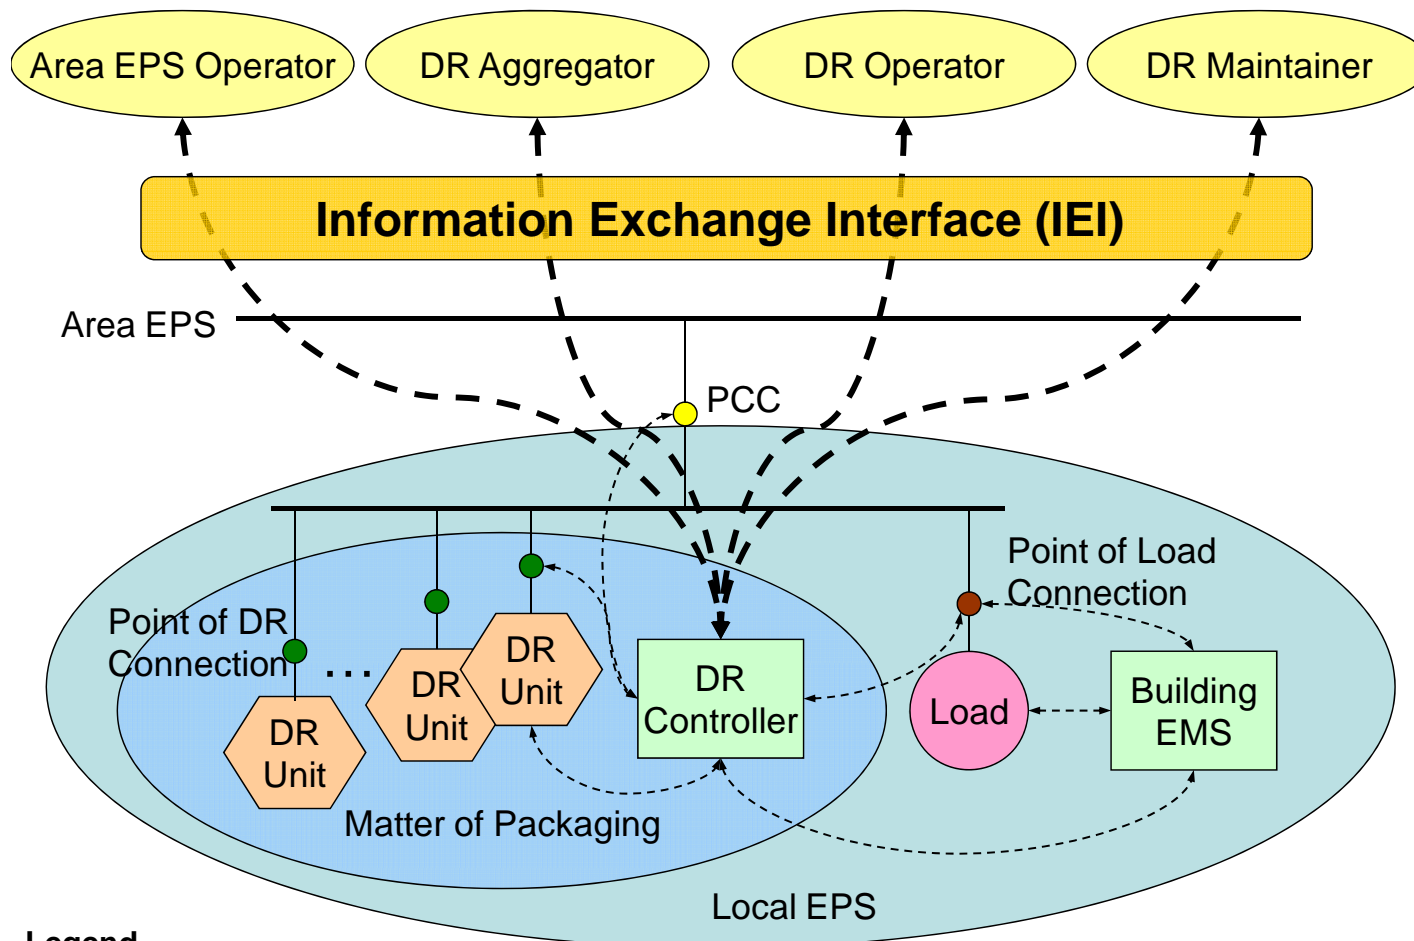 Area EPS Operator
DR Aggregator
DR Operator
DR Maintainer
Information Exchange Interface (IEI)
Area EPS
PCC
Point of Load
Connection
Point of DR
Connection
...
DR
Unit
DR
Unit
DR
Unit
DR
Controller
Load
Building
EMS
Matter of Packaging
Local EPS
Legend